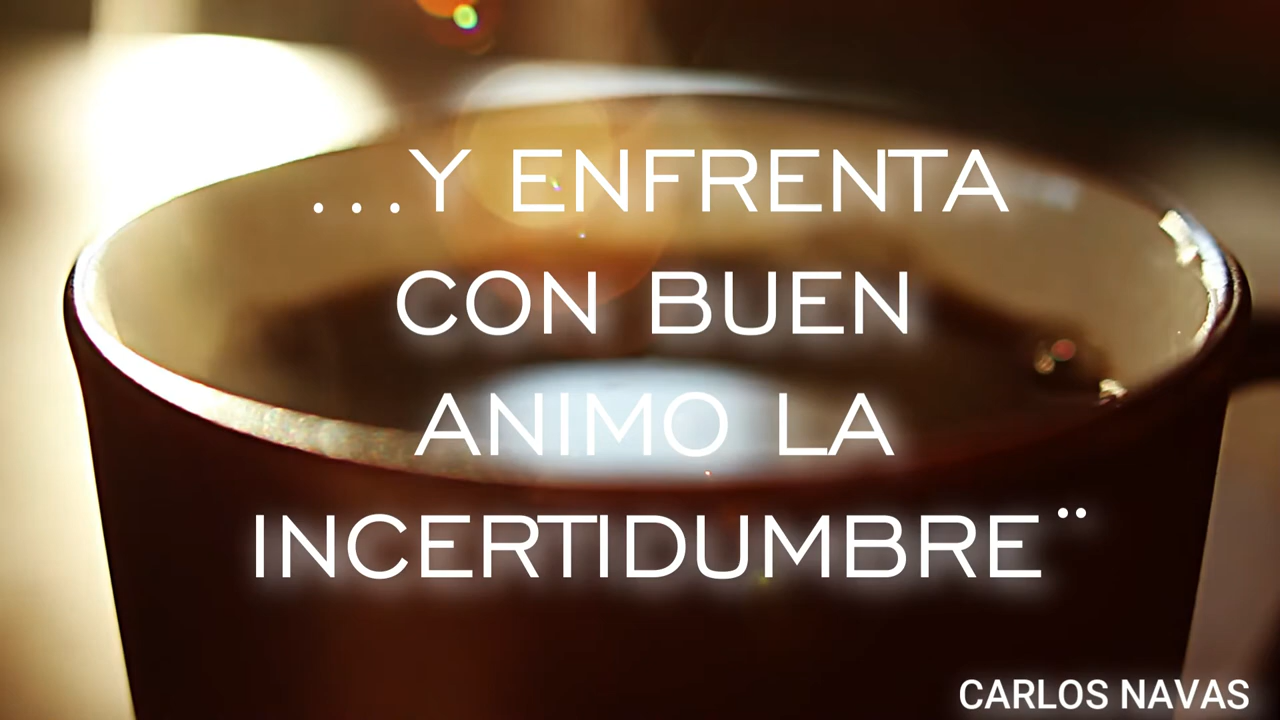 ...Y ENFRENTA
CON BUEN
ANIMO LA
INCERTIDUMBRE¨
CARLOS NAVAS